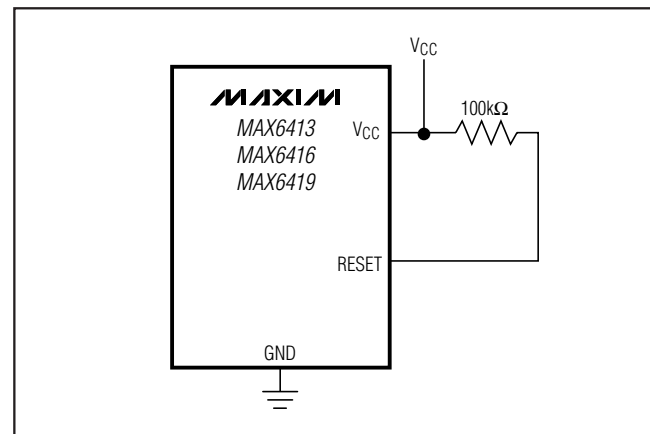 VCC
100kΩ
MAXIM
MAX6413
VCC
MAX6416
MAX6419
RESET
GND